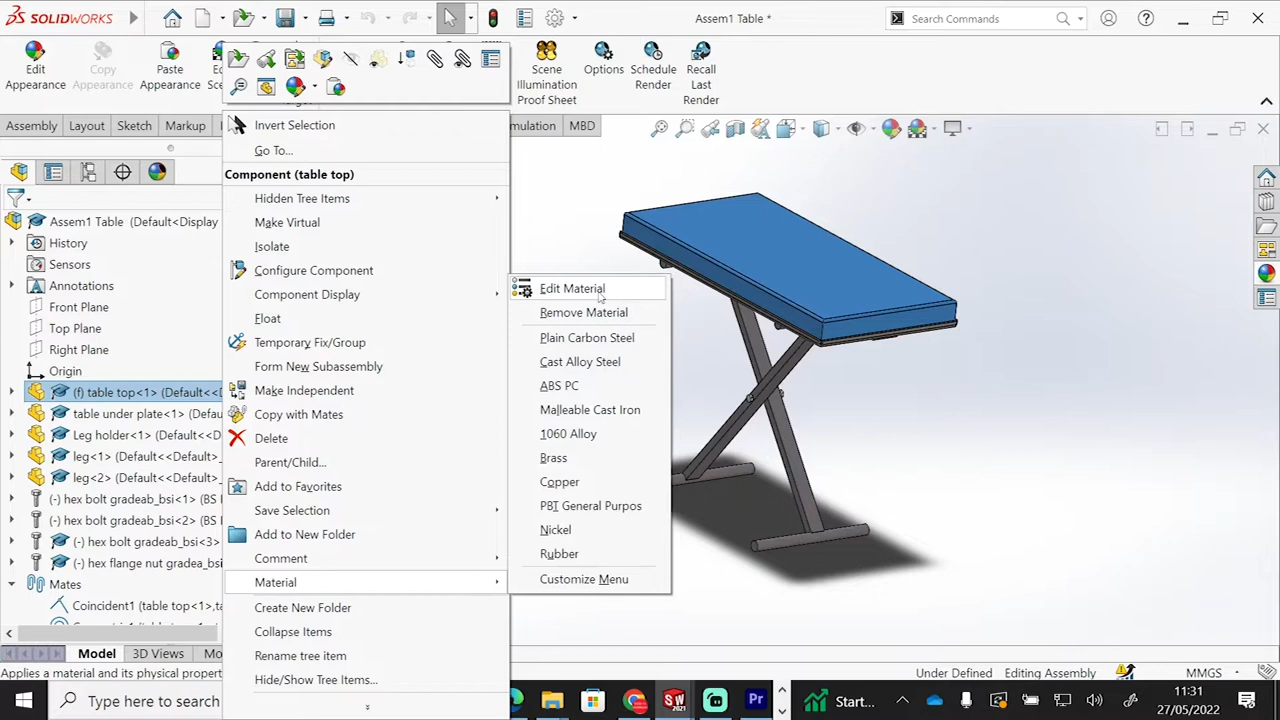 SOLIDWORKS
Assem1 Table *
Search Commands
Edit
Appearance
Copy
Appearance
Paste
Appearance
Scene
Illumination
Proof Sheet
Options
Schedule
Render
Recall
Last
Render
Assembly
Layout
Sketch
Markup
MBD
Invert Selection
Go To...
Component (table top)
Hidden Tree Items
Make Virtual
Isolate
Configure Component
Component Display
Float
Temporary Fix/Group
Form New Subassembly
Make Independent
Copy with Mates
Delete
Parent/Child...
Add to Favorites
Save Selection
Add to New Folder
Comment
Material
Create New Folder
Collapse Items
Rename tree item
Hide/Show Tree Items...
Edit Material
Remove Material
Plain Carbon Steel
Cast Alloy Steel
ABS PC
Malleable Cast Iron
1060 Alloy
Brass
Copper
PBT General Purpos
Nickel
Rubber
Customize Menu
Assem1 Table (Default<Display
History
Sensors
Annotations
Front Plane
Top Plane
Right Plane
Origin
(f) table top<1> (Default<<D
table under plate<1> (Defau
Leg holder<1> (Default<<De
leg<1> (Default<<Default>_
leg<2> (Default<<Default>_
(-) hex bolt gradeab_bsi<1> (BS
(-) hex bolt gradeab_bsi<2> (BS
(-) hex bolt gradeab_bsi<3>
(-) hex flange nut gradea_bs
Mates
Coincident1 (table top<1>,ta
Model
3D Views
Mo
Applies a material and its physical propert
Under Defined
Editing Assembly
MMGS
Type here to search
SW
2021
Pr
Start...
11:31
27/05/2022